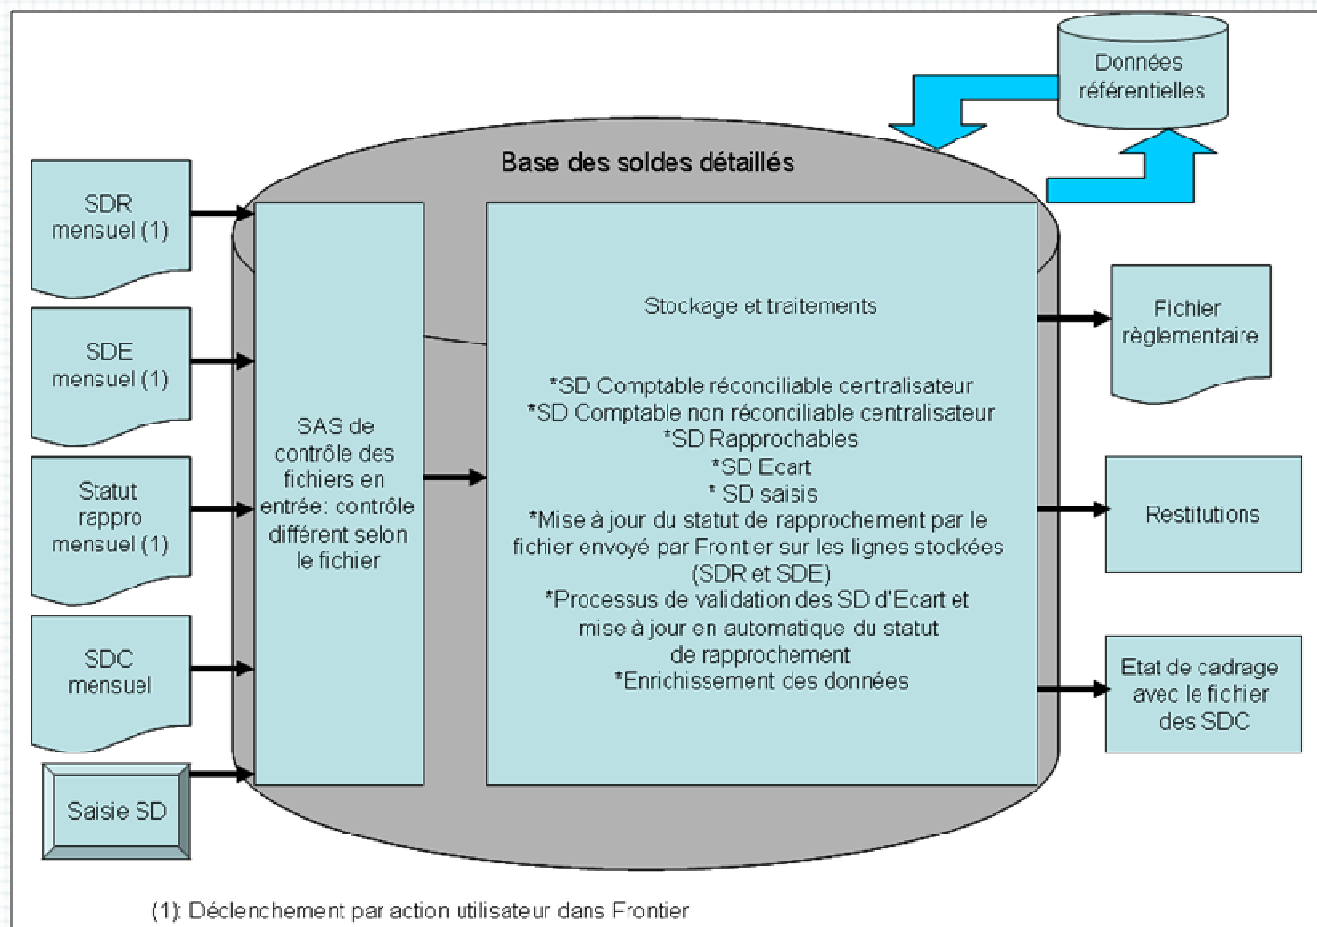 Données
référentielles
Base des soldes détaillés
SDR
mensuel (1)
SDE
mensuel (1)
Statut
rappro
mensuel (1)
SDC
mensuel
Saisie SD
SAS de
contrôle des
fichiers en
entrée: contrôle
différent selon
le fichier
Stockage et traitements
*SD Comptable réconciliable centralisateur
*SD Comptable non réconciliable centralisateur
*SD Rapprochables
*SD Ecart
* SD saisis
*Mise à jour du statut de rapprochement par le
fichier envoyé par Frontier sur les lignes stockées
(SDR et SDE)
*Processus de validation des SD d'Ecart et
mise à jour en automatique du statut
de rapprochement
*Enrichissement des données
Fichier
règlementaire
Restitutions
Etat de cadrage
avec le fichier
des SDC
(1): Déclenchement par action utilisateur dans Frontier